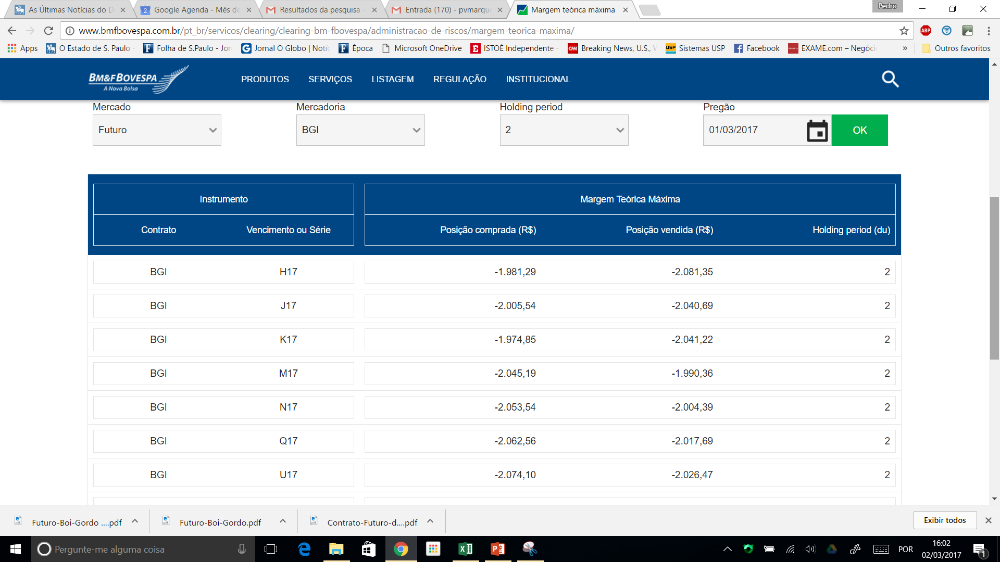 As Últimas Notícias do D
Google Agenda - Mês de
Resultados da pesquisa -
Entrada (170) - pvmarque
Margem teórica máxima
Pedro
www.bmfbovespa.com.br/pt_br/servicos/clearing/clearing-bm-fbovespa/administracao-de-riscos/margem-teorica-maxima/
ABP
Apps
O Estado de S. Paulo -
Folha de S.Paulo - Jor
Jornal O Globo | Notíc
Época
Microsoft OneDrive
ISTOÉ Independente -
Breaking News, U.S., W
Sistemas USP
Facebook
EXAME.com – Negóci
»
Outros favoritos
BM&FBOVESPA
A Nova Bolsa
PRODUTOS SERVIÇOS LISTAGEM REGULAÇÃO INSTITUCIONAL
Mercado Mercadoria Holding period Pregão
Futuro BGI 2 01/03/2017 OK
Instrumento Margem Teórica Máxima
Contrato Vencimento ou Série Posição comprada (R$) Posição vendida (R$) Holding period (du)
BGI H17 -1.981,29 -2.081,35 2
BGI J17 -2.005,54 -2.040,69 2
BGI K17 -1.974,85 -2.041,22 2
BGI M17 -2.045,19 -1.990,36 2
BGI N17 -2.053,54 -2.004,39 2
BGI Q17 -2.062,56 -2.017,69 2
BGI U17 -2.074,10 -2.026,47 2
Futuro-Boi-Gordo ....pdf
Futuro-Boi-Gordo.pdf
Contrato-Futuro-d....pdf
Exibir todos
Pergunte-me alguma coisa
POR
16:02
02/03/2017
1